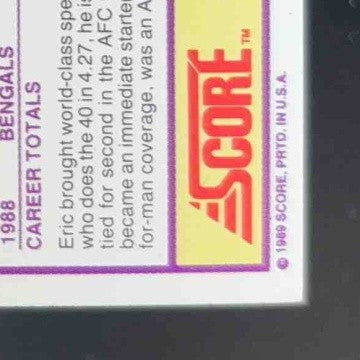 1988 BENGALS
CAREER TOTALS
Eric brought world-class spe
who does the 40 in 4.27, he is
tied for second in the AFC
became an immediate starter
for-man coverage, was an A
SCORE™
© 1989 SCORE, PRTD. IN U.S.A.